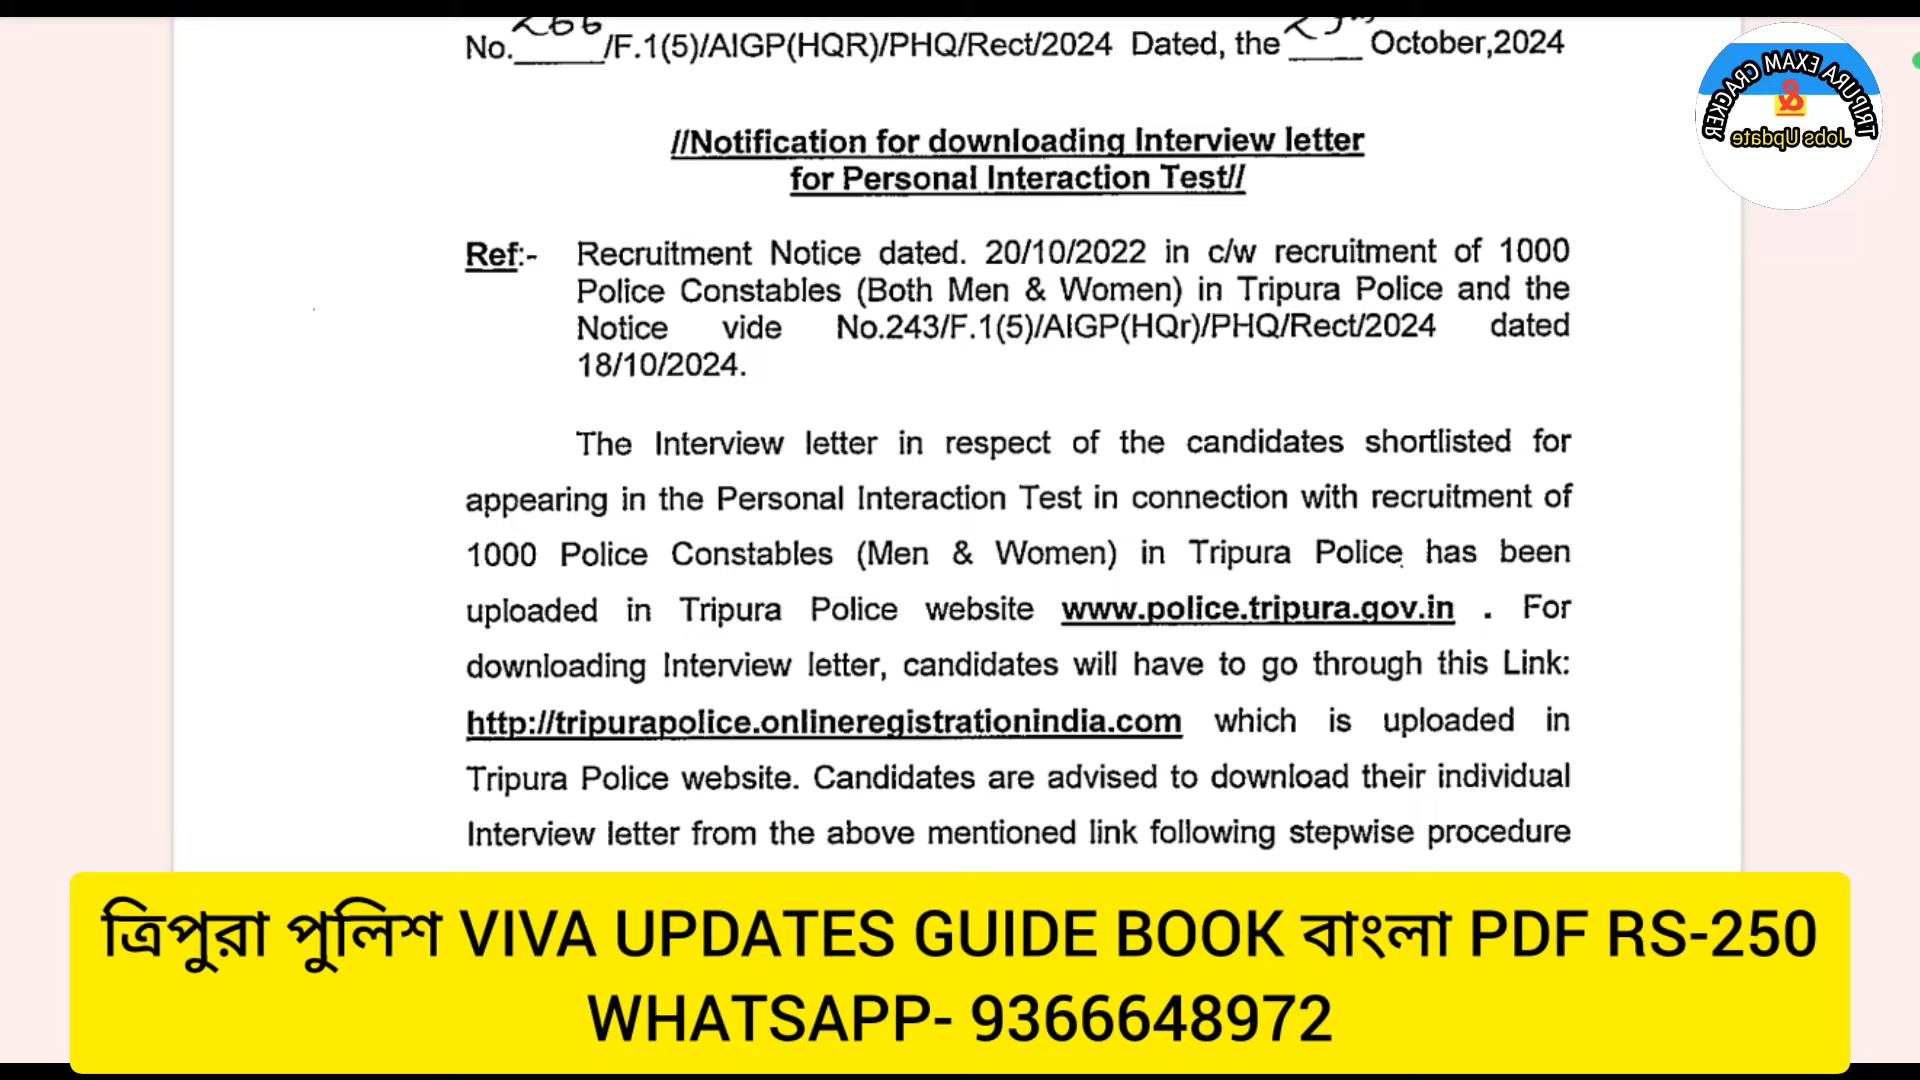 No. 266 /F.1(5)/AIGP(HQR)/PHQ/Rect/2024 Dated, the October,2024
//Notification for downloading Interview letter
for Personal Interaction Test//
Ref:- Recruitment Notice dated. 20/10/2022 in c/w recruitment of 1000
Police Constables (Both Men & Women) in Tripura Police and the
Notice vide No.243/F.1(5)/AIGP(HQr)/PHQ/Rect/2024 dated
18/10/2024.
The Interview letter in respect of the candidates shortlisted for
appearing in the Personal Interaction Test in connection with recruitment of
1000 Police Constables (Men & Women) in Tripura Police has been
uploaded in Tripura Police website www.police.tripura.gov.in . For
downloading Interview letter, candidates will have to go through this Link:
http://tripurapolice.onlineregistrationindia.com which is uploaded in
Tripura Police website. Candidates are advised to download their individual
Interview letter from the above mentioned link following stepwise procedure
TRIPURA EXAM CRACKER
&
Jobs Update
ত্রিপুরা পুলিশ VIVA UPDATES GUIDE BOOK বাংলা PDF RS-250
WHATSAPP- 9366648972